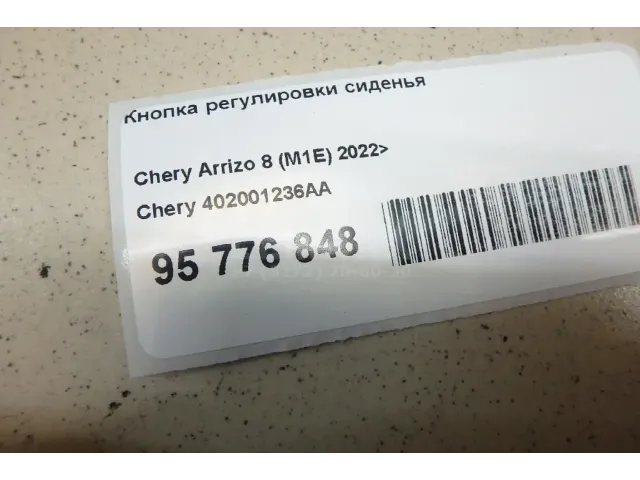 Кнопка регулировки сиденья
Chery Arrizo 8 (M1E) 2022>
Chery 402001236AA
95 776 848